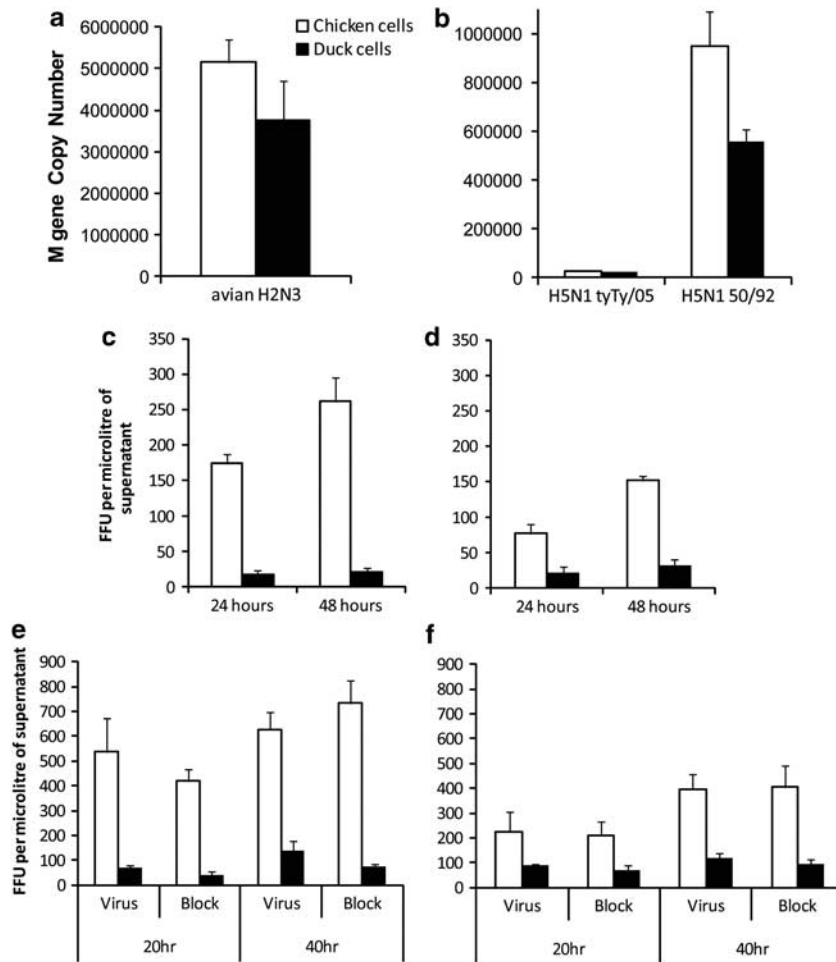 a
b
M gene Copy Number
6000000
5000000
4000000
3000000
2000000
1000000
0
Chicken cells
Duck cells
avian H2N3
1000000
800000
600000
400000
200000
0
H5N1 tyTy/05
H5N1 50/92
c
d
FFU per microlitre of
supernatant
350
300
250
200
150
100
50
0
24 hours
48 hours
350
300
250
200
150
100
50
0
24 hours
48 hours
e
f
FFU per microlitre of supernatant
900
800
700
600
500
400
300
200
100
0
Virus
Block
Virus
Block
20hr
40hr
900
800
700
600
500
400
300
200
100
0
Virus
Block
Virus
Block
20hr
40hr